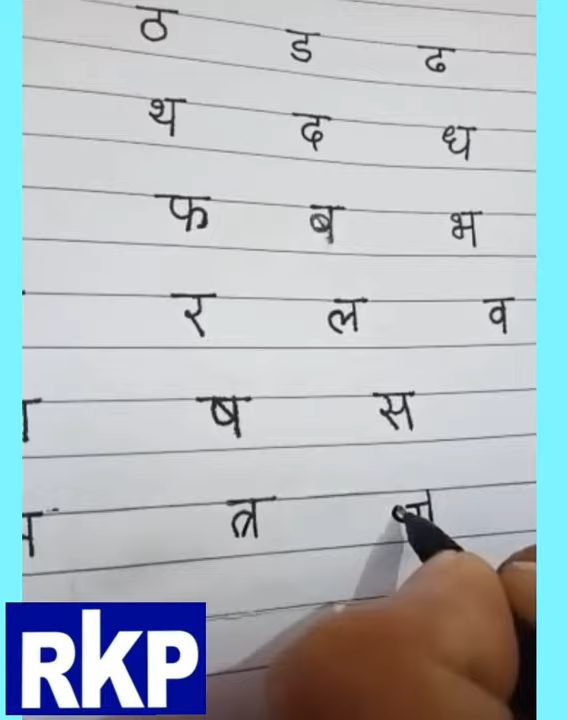 ठ ड ढ
थ द ध
फ ब भ
र ल व
ष स
त्र
RKP